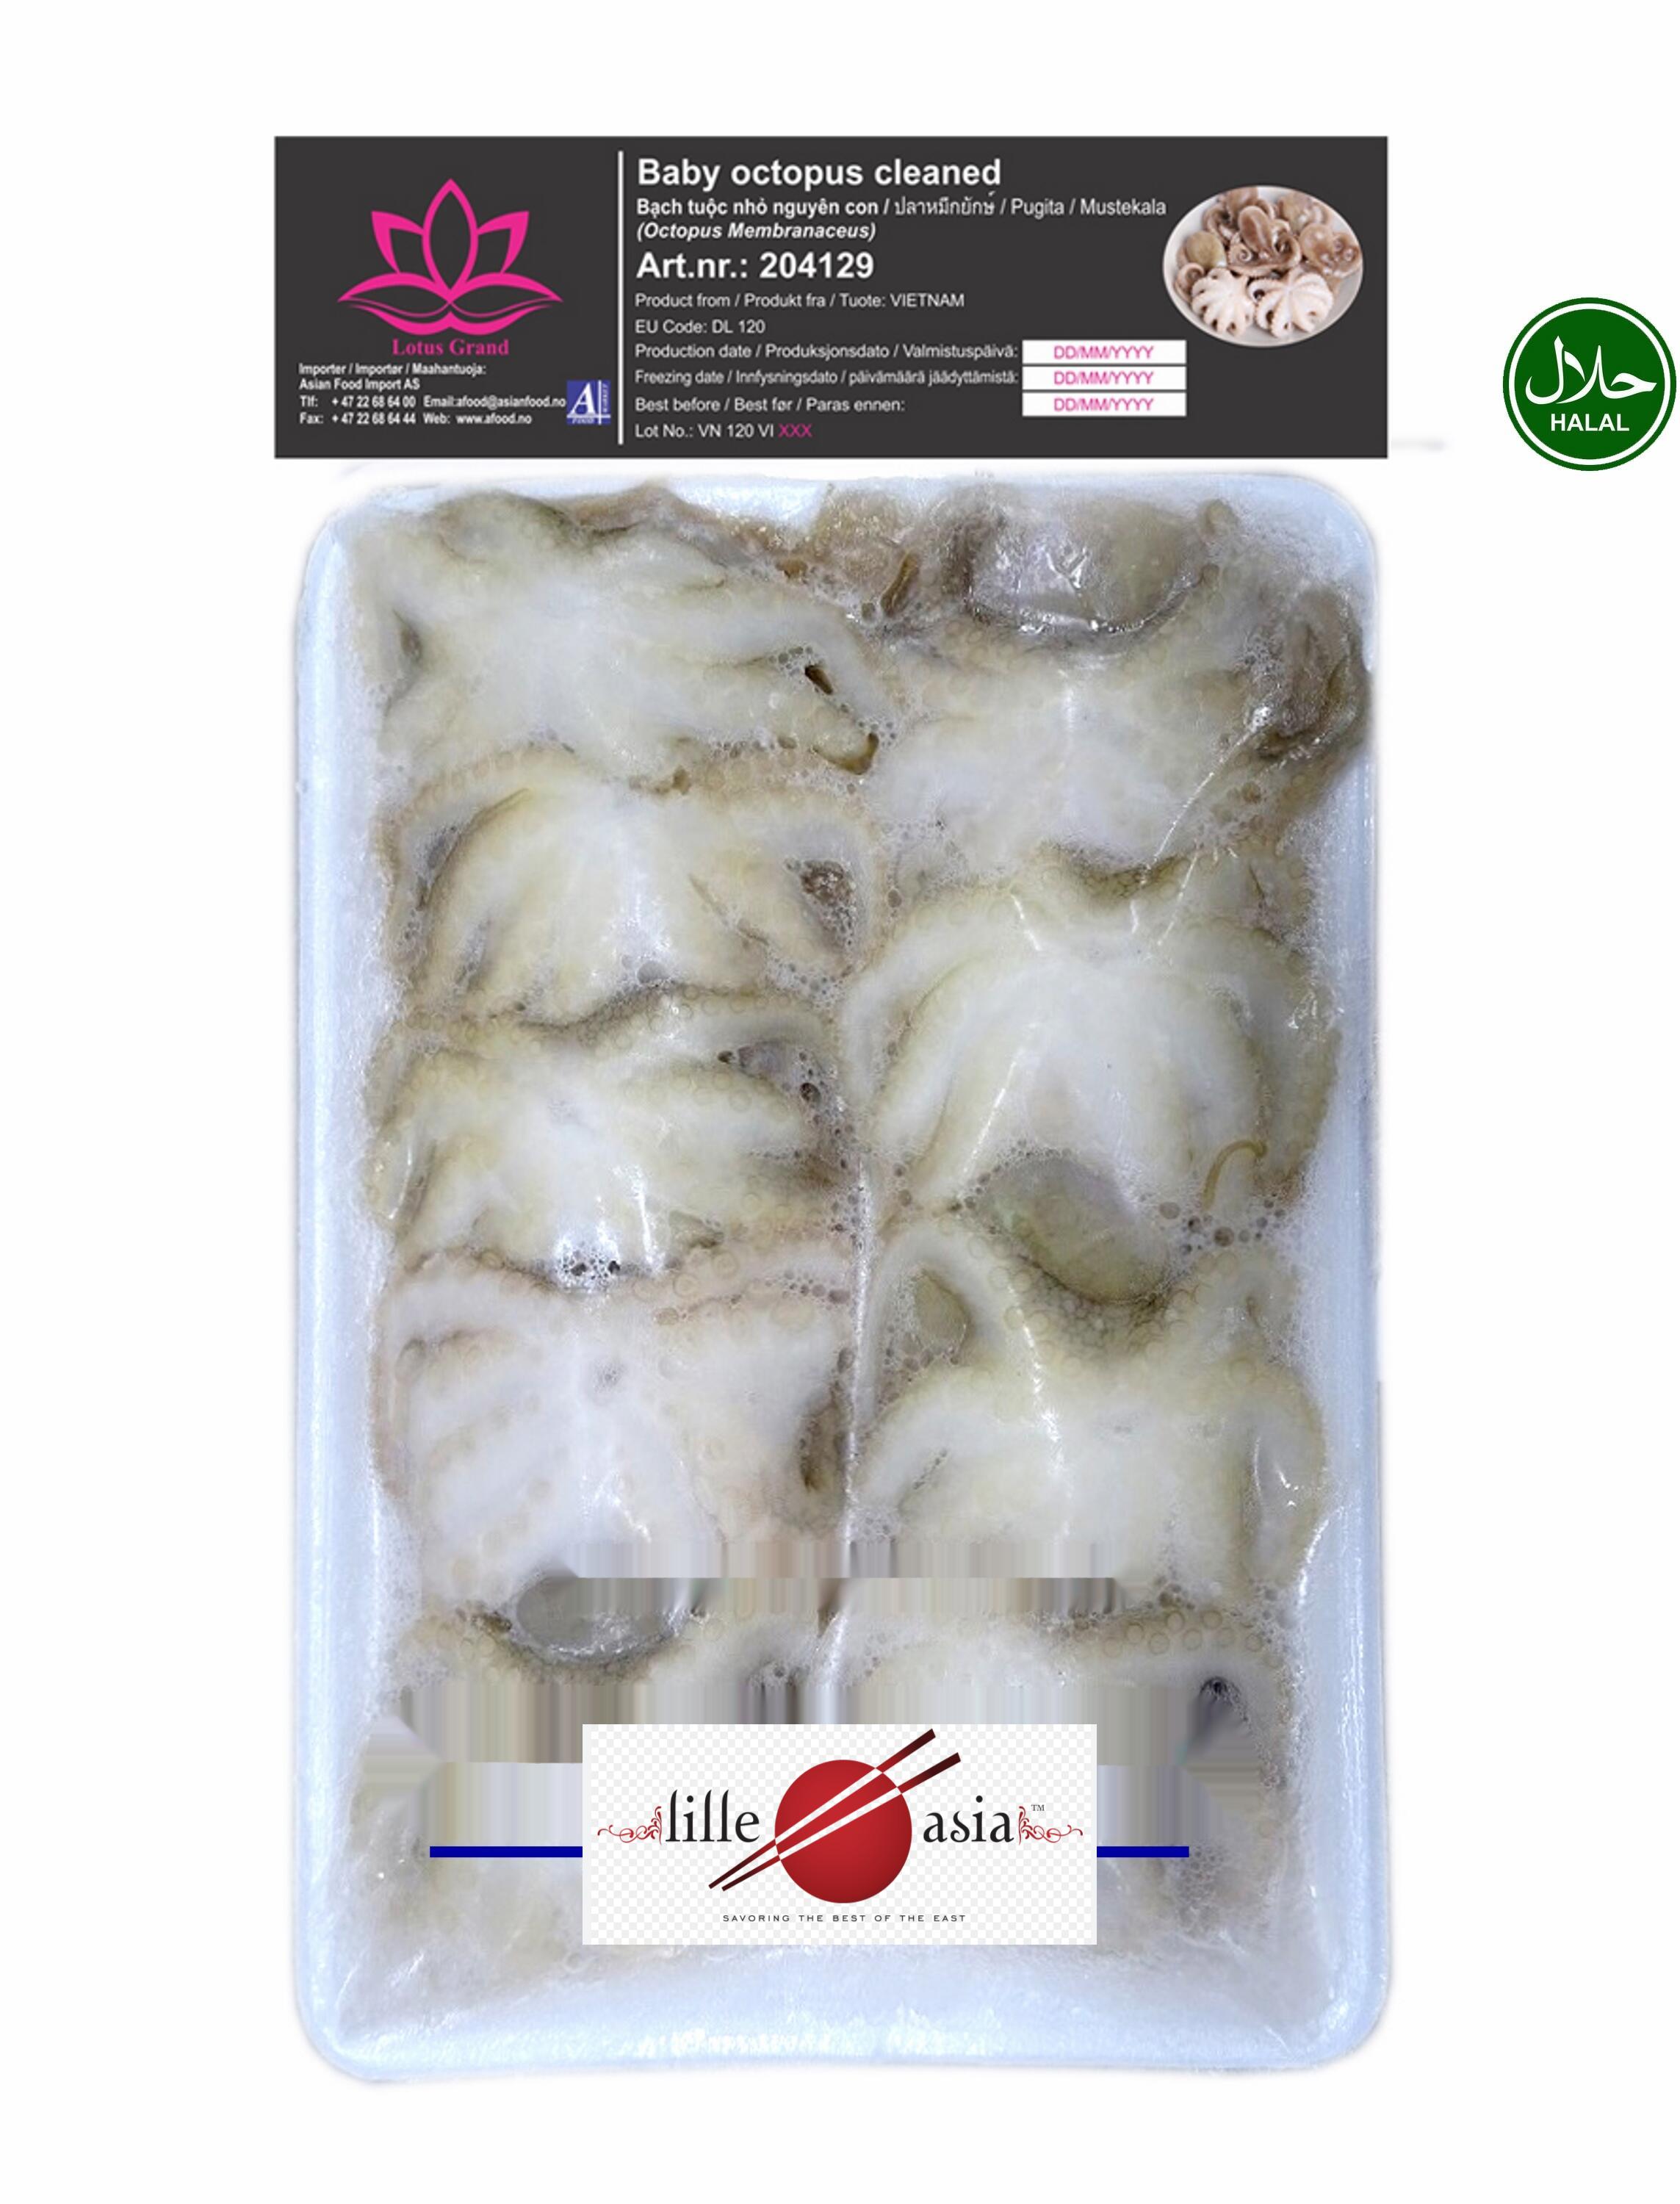 Baby octopus cleaned
Bạch tuộc nhỏ nguyên con / ปลาหมึกยักษ์ / Pugita / Mustekala
(Octopus Membranaceus)
Art.nr.: 204129
Product from / Produkt fra / Tuote: VIETNAM
EU Code: DL 120
Production date / Produksjonsdato / Valmistuspäivä: DD/MM/YYYY
Freezing date / Innfysningsdato / päivämäärä jäädyttämistä: DD/MM/YYYY
Best before / Best før / Paras ennen: DD/MM/YYYY
Lot No.: VN 120 VI XXX
Lotus Grand
Importer / Importør / Maahantuoja:
Asian Food Import AS
Tlf: + 47 22 68 64 00 Email:afood@asianfood.no
Fax: + 47 22 68 64 44 Web: www.afood.no
حلال
HALAL
lille asia ™
SAVORING THE BEST OF THE EAST